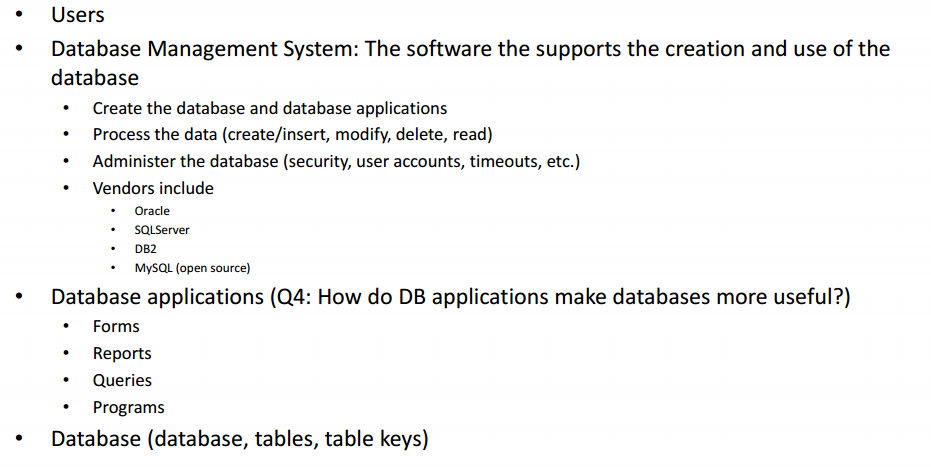 • Users
• Database Management System: The software the supports the creation and use of the
database
• Create the database and database applications
• Process the data (create/insert, modify, delete, read)
• Administer the database (security, user accounts, timeouts, etc.)
• Vendors include
• Oracle
• SQLServer
• DB2
• MySQL (open source)
• Database applications (Q4: How do DB applications make databases more useful?)
• Forms
• Reports
• Queries
• Programs
• Database (database, tables, table keys)